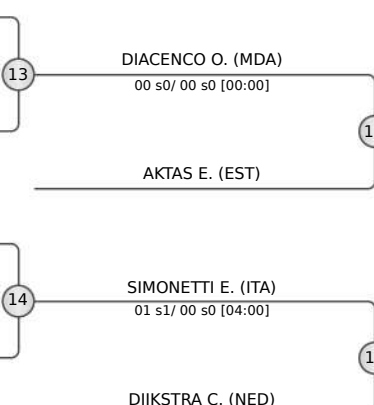 13
DIACENCO O. (MDA)
00 s0/ 00 s0 [00:00]
AKTAS E. (EST)
14
SIMONETTI E. (ITA)
01 s1/ 00 s0 [04:00]
DIJKSTRA C. (NED)